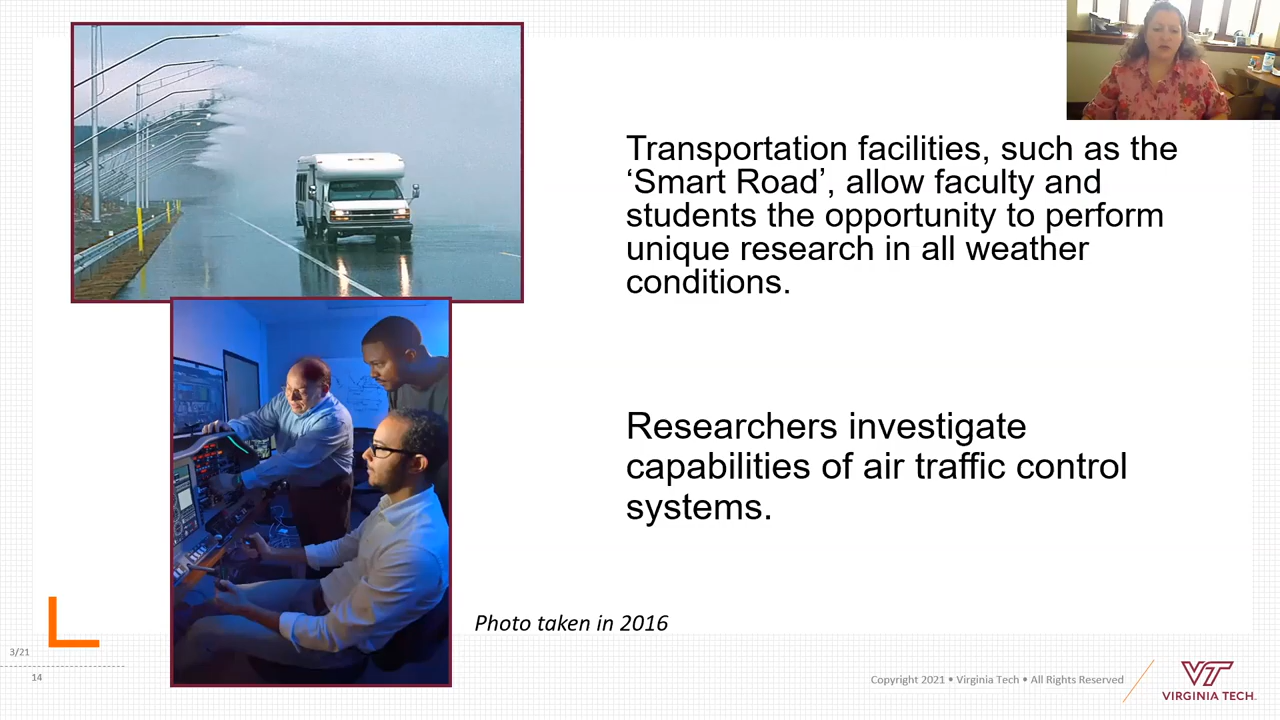 Transportation facilities, such as the
‘Smart Road’, allow faculty and
students the opportunity to perform
unique research in all weather
conditions.
Researchers investigate
capabilities of air traffic control
systems.
Photo taken in 2016
3/21
14
Copyright 2021 • Virginia Tech • All Rights Reserved
VT
VIRGINIA TECH.